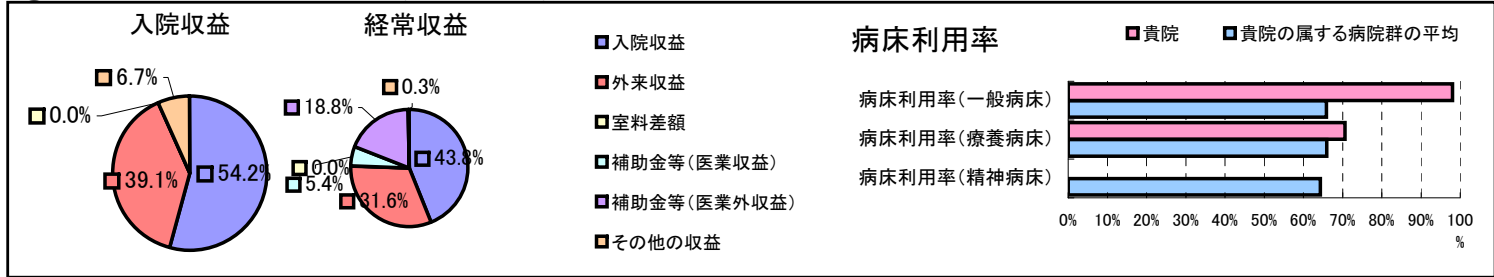 入院収益
経常収益
6.7%
0.0%
39.1%
54.2%
0.3%
18.8%
0.0%
5.4%
31.6%
43.8%
入院収益
外来収益
室料差額
補助金等(医業収益)
補助金等(医業外収益)
その他の収益
病床利用率
貴院
貴院の属する病院群の平均
病床利用率(一般病床)
病床利用率(療養病床)
病床利用率(精神病床)
0% 10% 20% 30% 40% 50% 60% 70% 80% 90% 100
%